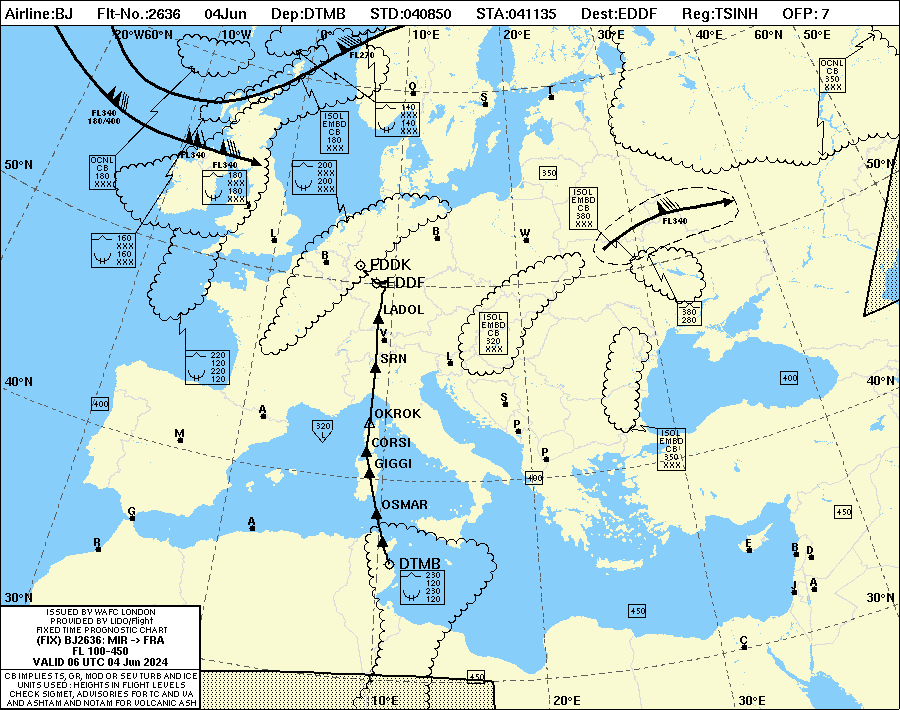 Airline:BJ Flt-No.:2636 04Jun Dep:DTMB STD:040850 STA:041135 Dest:EDDF Reg:TSINH OFP: 7
20°W60°N 10°W 0° 10°E 20°E 30°E 40°E 60°N 50°E
FL270
OCNL
CB
350
XXX
O
S
T
FL340
180/400
140
XXX
140
XXX
ISOL
EMBD
CB
180
XXX
FL340
FL340
50°N
50°N
OCNL
CB
180
XXX
180
XXX
180
XXX
200
XXX
200
XXX
350
ISOL
EMBD
CB
380
XXX
FL340
160
XXX
160
XXX
L
B
B
W
EDDK
EDDF
LADOL
380
280
ISOL
EMBD
CB
320
XXX
V
SRN
L
220
120
220
120
40°N
40°N
400
400
S
A
OKROK
M
320
L
P
CORSI
GIGGI
P
ISOL
EMBD
CB
350
XXX
400
OSMAR
G
A
450
R
E
B
D
DTMB
230
120
230
120
J
A
30°N
30°N
450
C
450
10°E 20°E 30°E
ISSUED BY WAFC LONDON
PROVIDED BY LIDO/Flight
FIXED TIME PROGNOSTIC CHART
(FIX) BJ2636: MIR -> FRA
FL 100-450
VALID 06 UTC 04 Jun 2024
CB IMPLIES TS, GR, MOD OR SEV TURB AND ICE
UNITS USED : HEIGHTS IN FLIGHT LEVELS
CHECK SIGMET, ADVISORIES FOR TC AND VA
AND ASHTAM AND NOTAM FOR VOLCANIC ASH